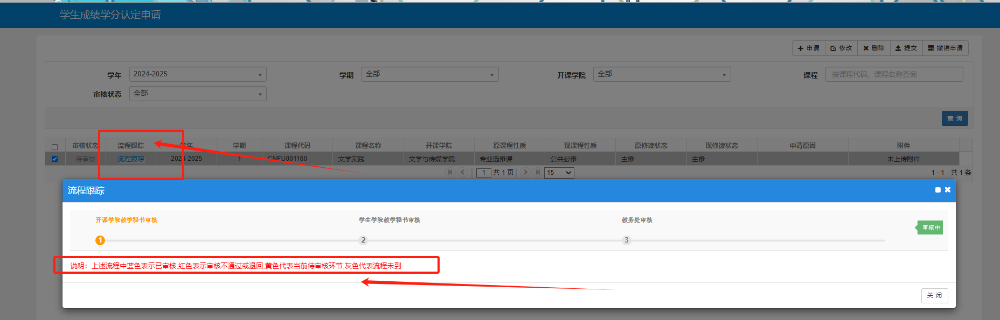 学生成绩学分认定申请
申请 修改 删除 提交 撤销申请
学年 2024-2025 学期 全部 开课学院 全部 课程 按课程代码、课程名称查询
审核状态 全部
查 询
审核状态 流程跟踪 学年 学期 课程代码 课程名称 开课学院 原课程性质 现课程性质 原修读状态 现修读状态 申请原因 附件
待审核 流程跟踪 2024-2025 1 CNFU001160 文学实践 文学与传媒学院 专业选修课 公共必修 主修 主修 未上传附件
1 共 1 页 15 1 - 1 共 1 条
流程跟踪
开课学院教学秘书审核 学生学院教学秘书审核 教务处审核
审核中
1 2 3
说明：上述流程中蓝色表示已审核,红色表示审核不通过或退回,黄色代表当前待审核环节,灰色代表流程未到
关 闭